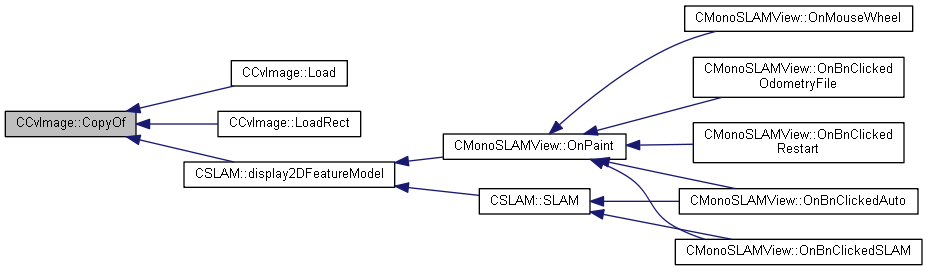 CCvImage::CopyOf
CCvImage::Load
CCvImage::LoadRect
CSLAM::display2DFeatureModel
CMonoSLAMView::OnPaint
CSLAM::SLAM
CMonoSLAMView::OnMouseWheel
CMonoSLAMView::OnBnClicked
OdometryFile
CMonoSLAMView::OnBnClicked
Restart
CMonoSLAMView::OnBnClickedAuto
CMonoSLAMView::OnBnClickedSLAM